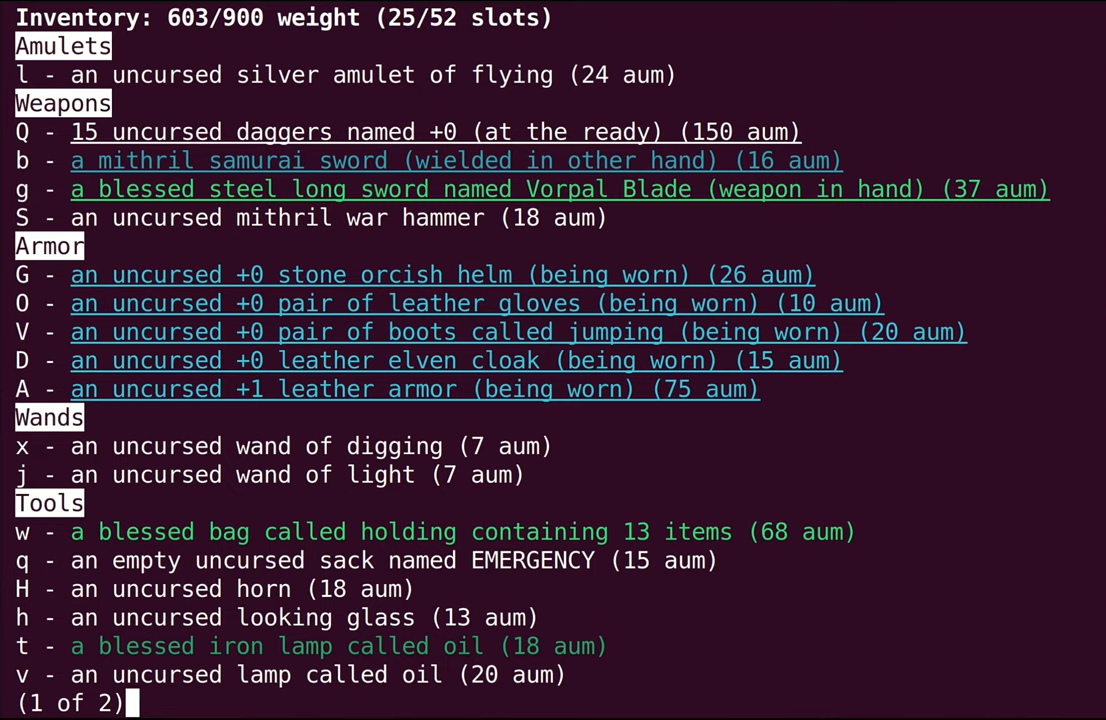 Inventory: 603/900 weight (25/52 slots)
Amulets
l - an uncursed silver amulet of flying (24 aum)
Weapons
Q - 15 uncursed daggers named +0 (at the ready) (150 aum)
b - a mithril samurai sword (wielded in other hand) (16 aum)
g - a blessed steel long sword named Vorpal Blade (weapon in hand) (37 aum)
S - an uncursed mithril war hammer (18 aum)
Armor
G - an uncursed +0 stone orcish helm (being worn) (26 aum)
O - an uncursed +0 pair of leather gloves (being worn) (10 aum)
V - an uncursed +0 pair of boots called jumping (being worn) (20 aum)
D - an uncursed +0 leather elven cloak (being worn) (15 aum)
A - an uncursed +1 leather armor (being worn) (75 aum)
Wands
x - an uncursed wand of digging (7 aum)
j - an uncursed wand of light (7 aum)
Tools
w - a blessed bag called holding containing 13 items (68 aum)
q - an empty uncursed sack named EMERGENCY (15 aum)
H - an uncursed horn (18 aum)
h - an uncursed looking glass (13 aum)
t - a blessed iron lamp called oil (18 aum)
v - an uncursed lamp called oil (20 aum)
(1 of 2)